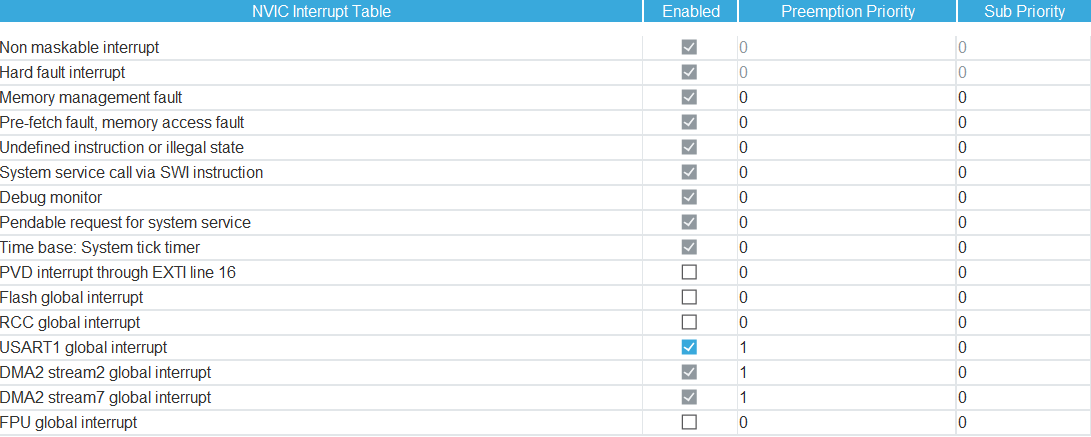 NVIC Interrupt Table Enabled Preemption Priority Sub Priority
Non maskable interrupt 0 0
Hard fault interrupt 0 0
Memory management fault 0 0
Pre-fetch fault, memory access fault 0 0
Undefined instruction or illegal state 0 0
System service call via SWI instruction 0 0
Debug monitor 0 0
Pendable request for system service 0 0
Time base: System tick timer 0 0
PVD interrupt through EXTI line 16 0 0
Flash global interrupt 0 0
RCC global interrupt 0 0
USART1 global interrupt 1 0
DMA2 stream2 global interrupt 1 0
DMA2 stream7 global interrupt 1 0
FPU global interrupt 0 0